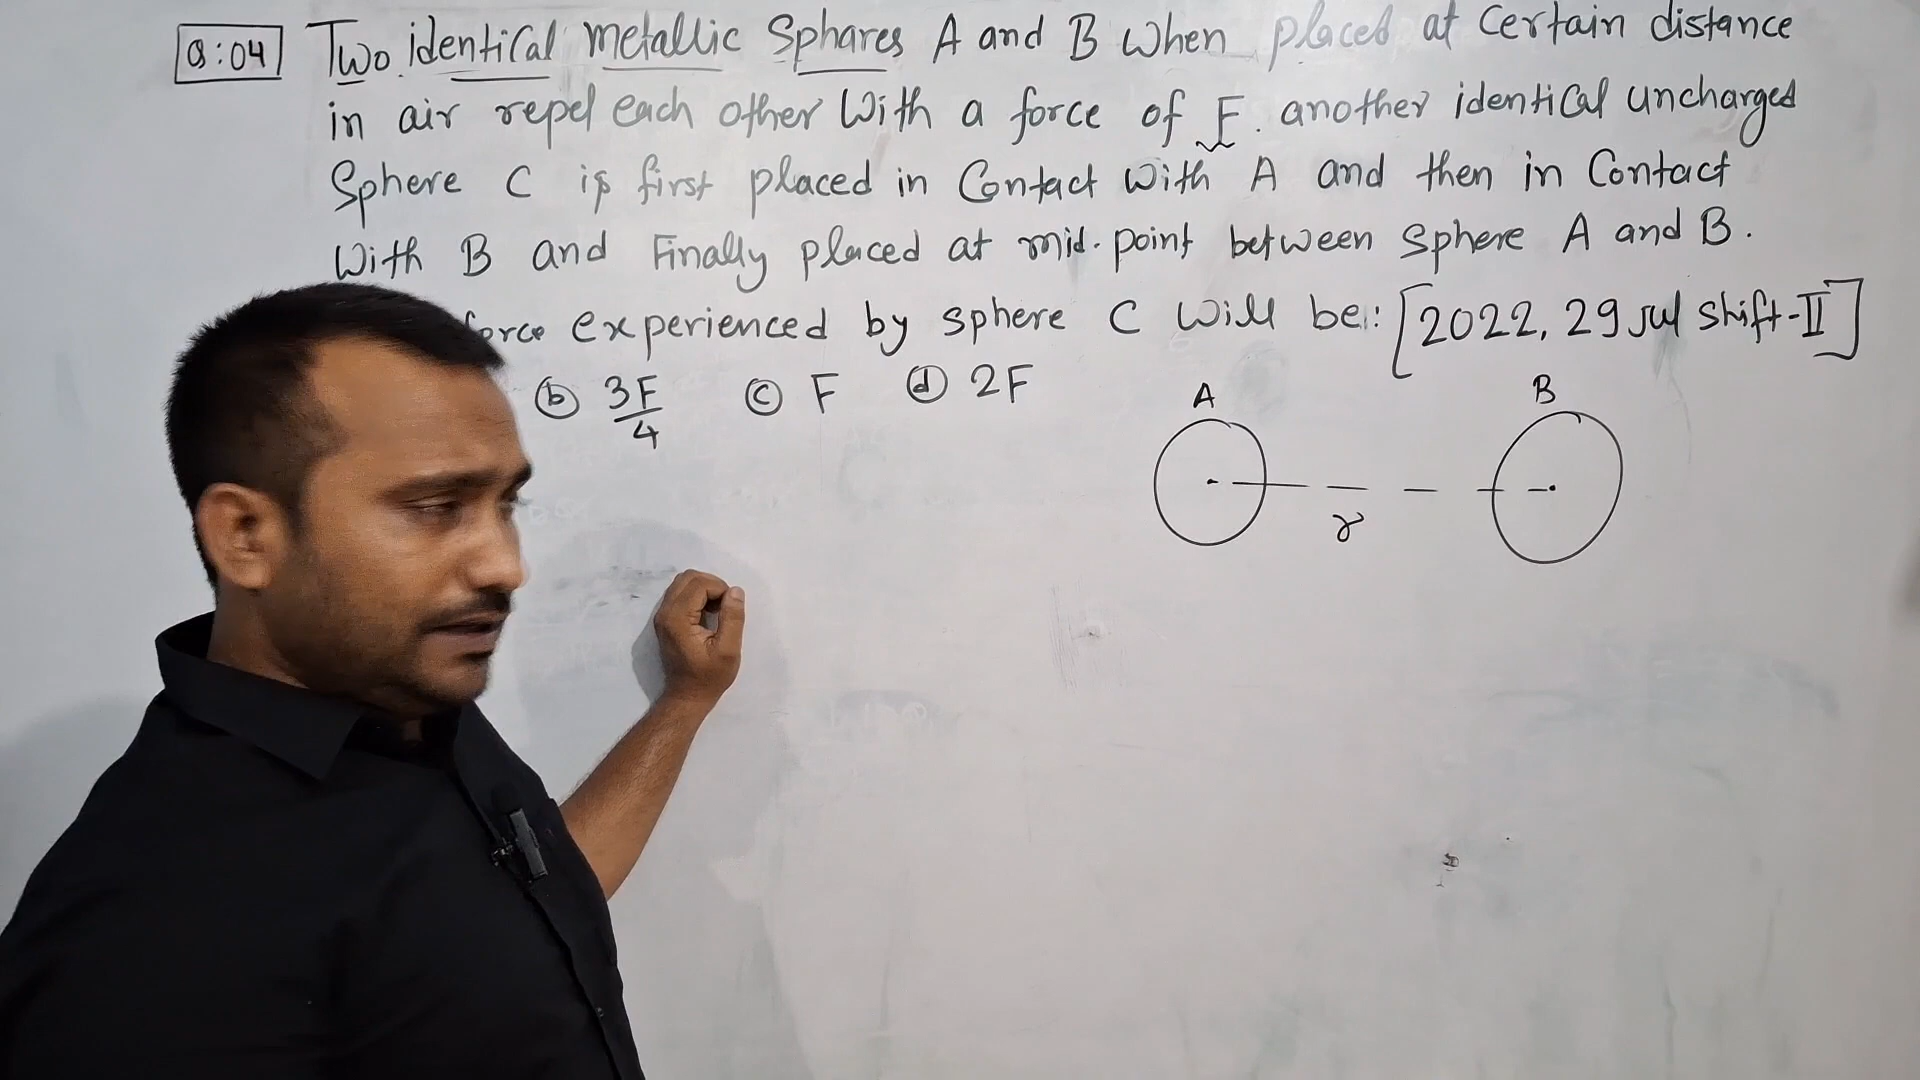 Q:04 Two identical metallic Sphares A and B When placed at Certain distance
in air repel each other With a force of F. another identical uncharged
Sphere C is first placed in Contact With A and then in Contact
With B and Finally placed at mid-point between Sphere A and B.
force experienced by sphere C Will be: [2022, 29 Jul Shift-II]
(b) 3F/4 (c) F (d) 2F
A B
r